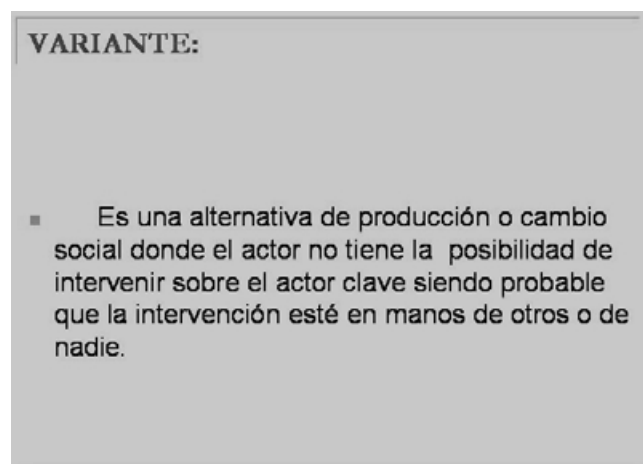 VARIANTE:
Es una alternativa de producción o cambio
social donde el actor no tiene la posibilidad de
intervenir sobre el actor clave siendo probable
que la intervención esté en manos de otros o de
nadie.